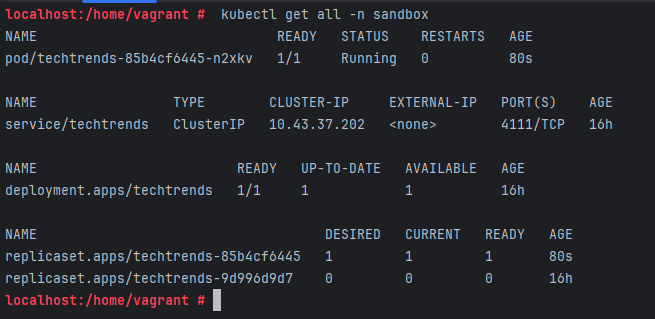 localhost:/home/vagrant #  kubectl get all -n sandbox
NAME                              READY   STATUS    RESTARTS   AGE
pod/techtrends-85b4cf6445-n2xkv   1/1     Running   0          80s
NAME                 TYPE        CLUSTER-IP     EXTERNAL-IP   PORT(S)    AGE
service/techtrends   ClusterIP   10.43.37.202   <none>        4111/TCP   16h
NAME                         READY   UP-TO-DATE   AVAILABLE   AGE
deployment.apps/techtrends   1/1     1            1           16h
NAME                                    DESIRED   CURRENT   READY   AGE
replicaset.apps/techtrends-85b4cf6445   1         1         1       80s
replicaset.apps/techtrends-9d996d9d7    0         0         0       16h
localhost:/home/vagrant #